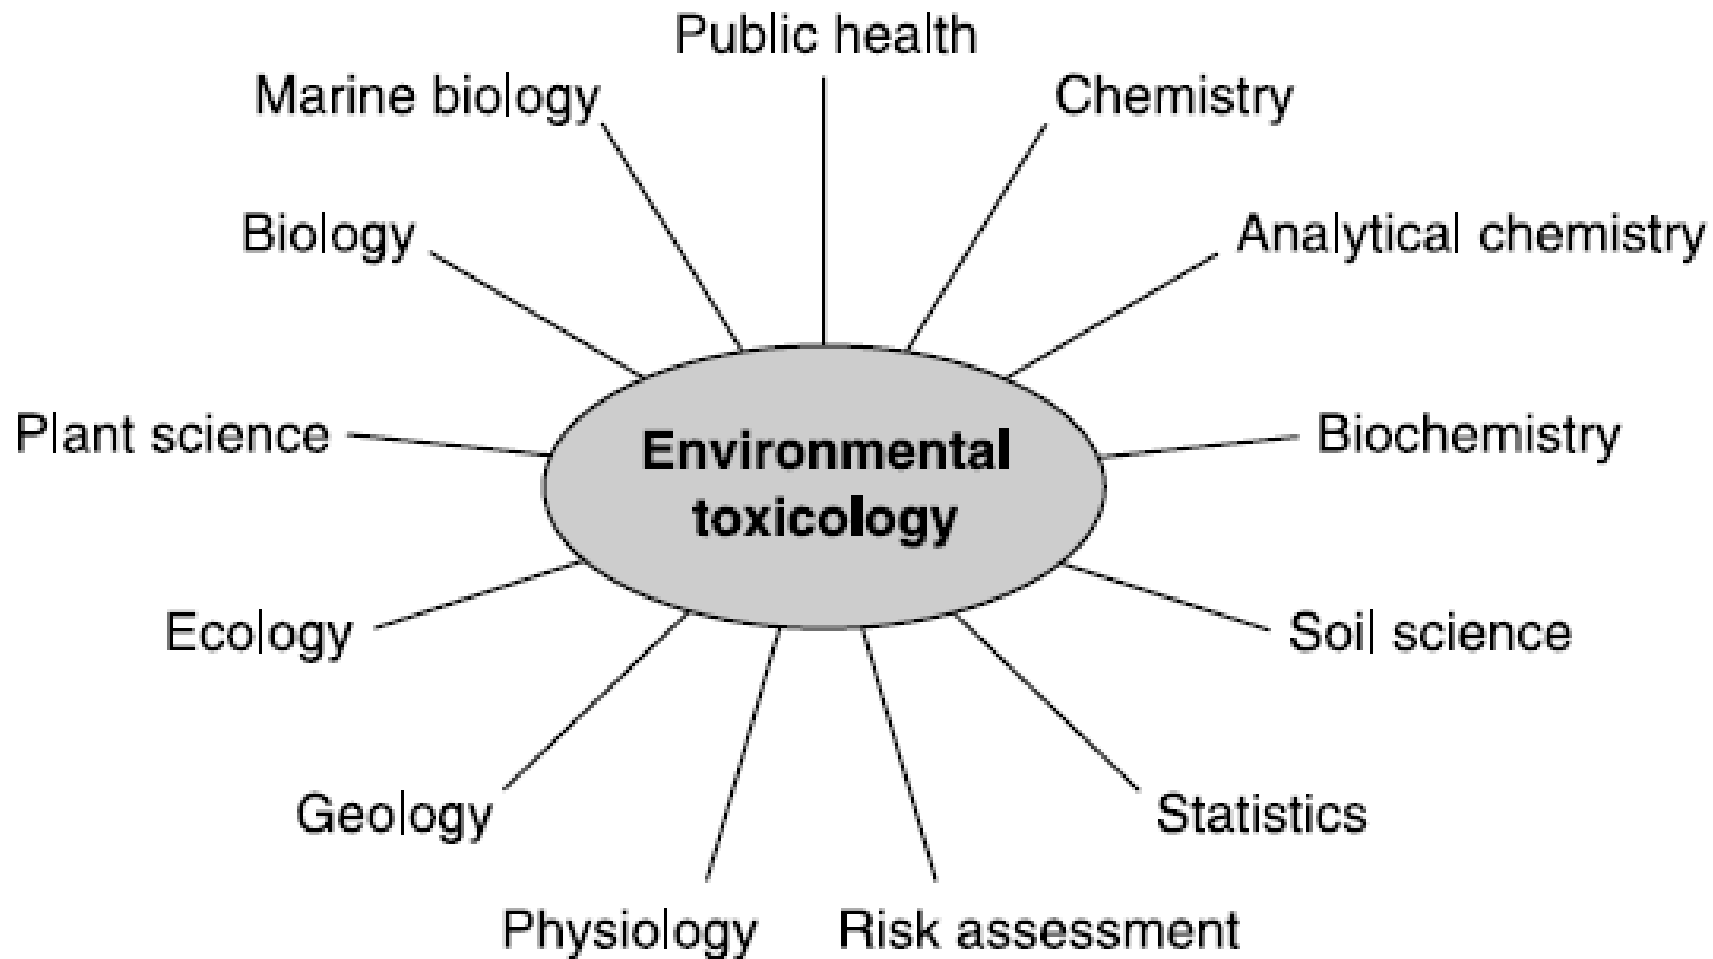 Public health
Marine biology
Chemistry
Biology
Analytical chemistry
Plant science
Biochemistry
Environmental
toxicology
Ecology
Soil science
Geology
Statistics
Physiology
Risk assessment